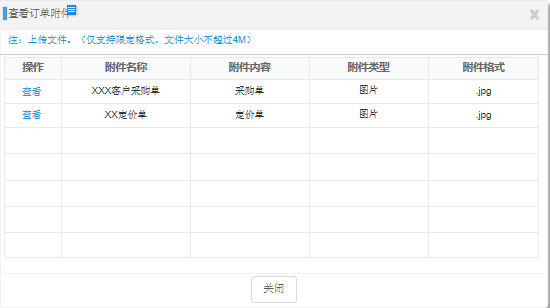 查看订单附件
注：上传文件。（仅支持限定格式，文件大小不超过4M）
操作 附件名称 附件内容 附件类型 附件格式
查看 XXX客户采购单 采购单 图片 .jpg
查看 XX定价单 定价单 图片 .jpg
关闭